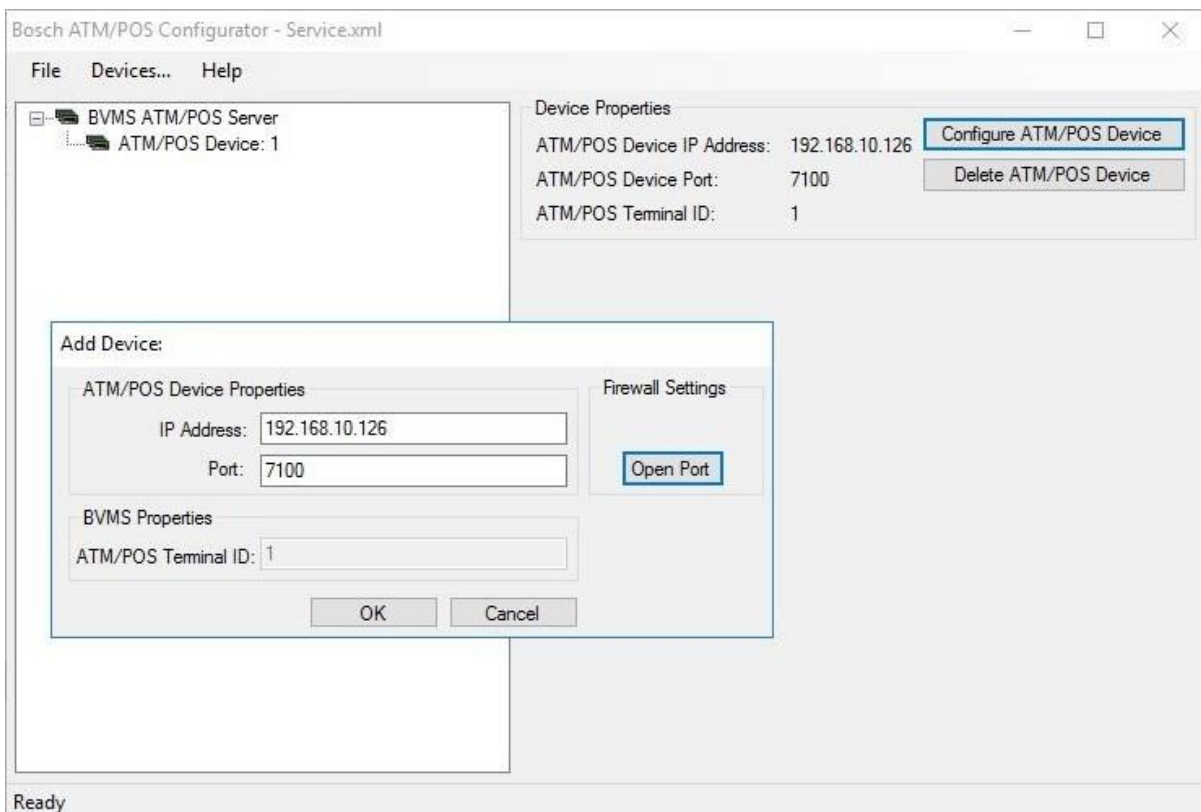 Bosch ATM/POS Configurator - Service.xml
File Devices... Help
BVMS ATM/POS Server
ATM/POS Device: 1
Device Properties
ATM/POS Device IP Address: 192.168.10.126
Configure ATM/POS Device
ATM/POS Device Port: 7100
Delete ATM/POS Device
ATM/POS Terminal ID: 1
Add Device:
ATM/POS Device Properties
IP Address: 192.168.10.126
Port: 7100
Firewall Settings
Open Port
BVMS Properties
ATM/POS Terminal ID: 1
OK Cancel
Ready